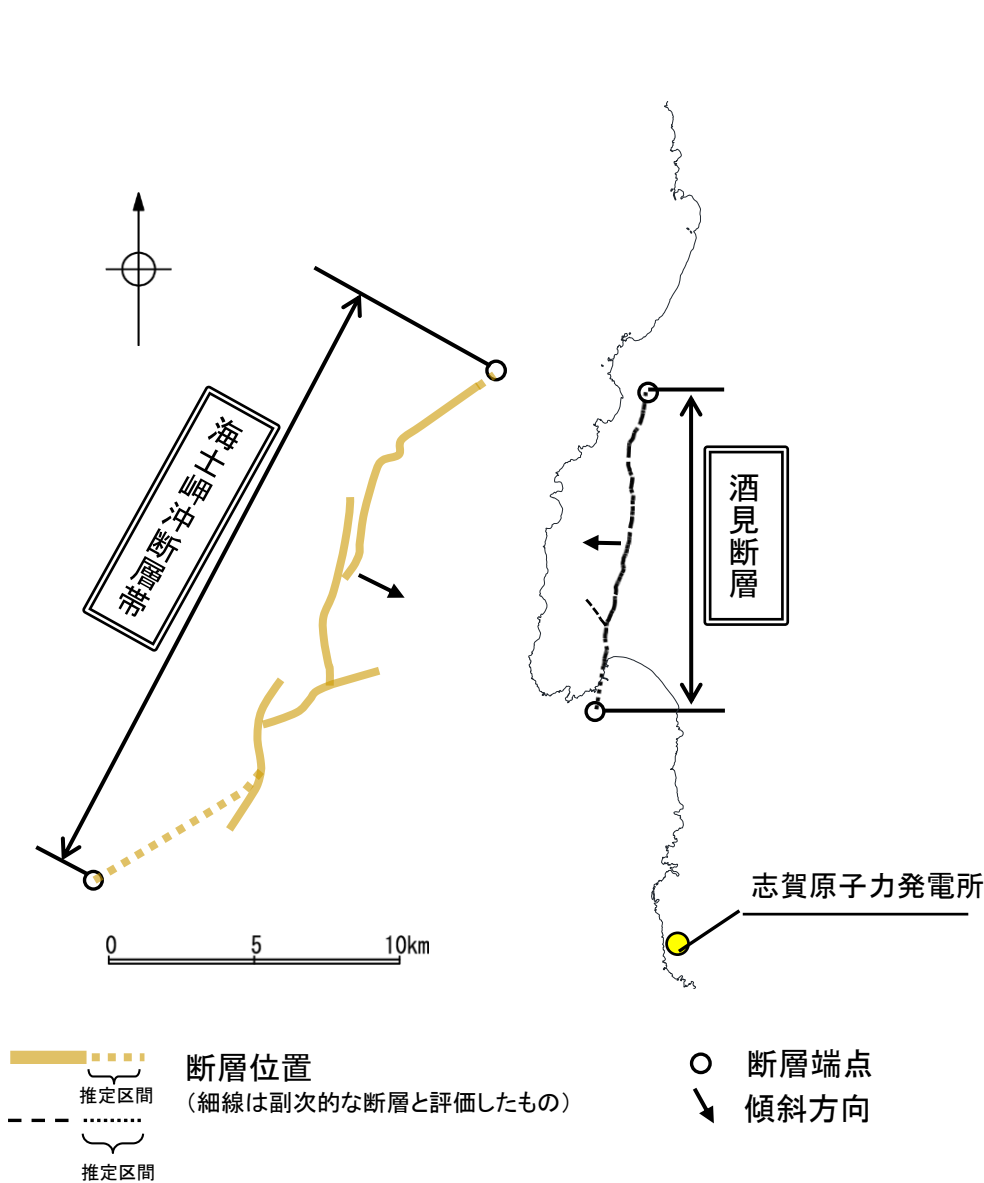 海士岬沖断層帯
酒見断層
志賀原子力発電所
0 5 10km
断層位置
(細線は副次的な断層と評価したもの)
推定区間
推定区間
断層端点
傾斜方向